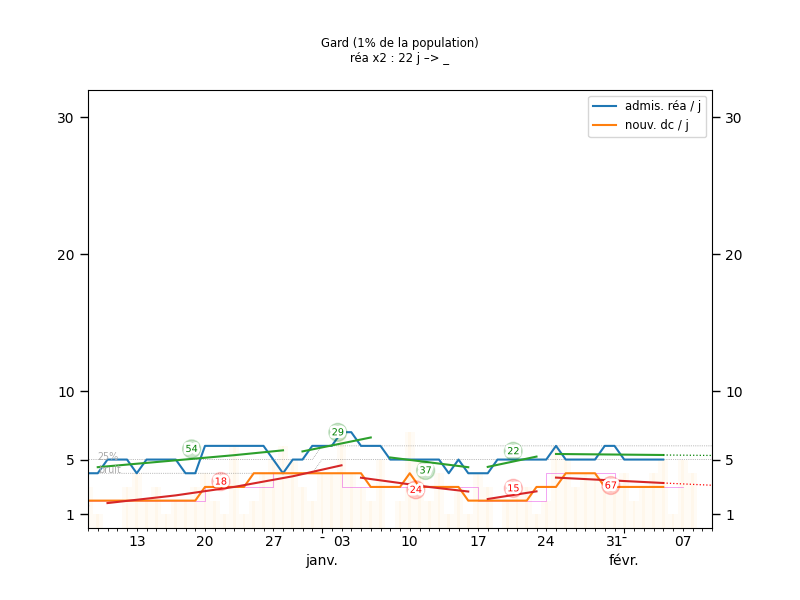 Gard (1% de la population)
réa x2 : 22 j –> _
admis. réa / j
nouv. dc / j
30 30
20 20
10 10
5 5
1 1
29
54
22
25%
bruit
37
18
24
15
67
13 20 27 - 03 10 17 24 31 - 07
janv. févr.